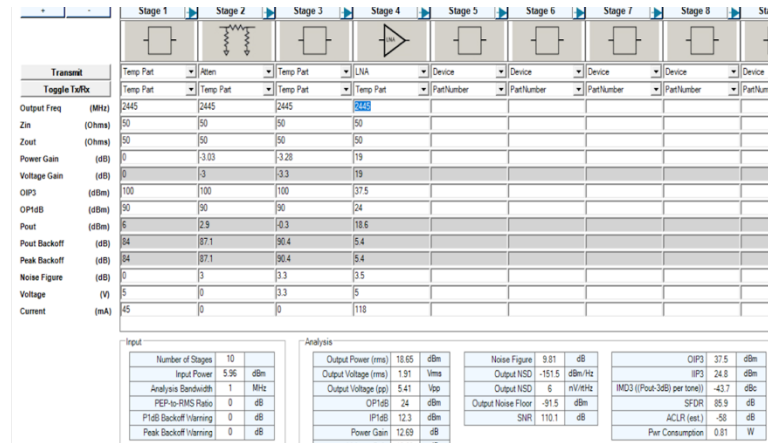 + - Stage 1 Stage 2 Stage 3 Stage 4 Stage 5 Stage 6 Stage 7 Stage 8
LNA
Transmit Temp Part Atten Temp Part LNA Device Device Device Device Device
Toggle Tx/Rx Temp Part Temp Part Temp Part Temp Part PartNumber PartNumber PartNumber PartNumber
Output Freq (MHz) 2445 2445 2445 2445
Zin (Ohms) 50 50 50 50
Zout (Ohms) 50 50 50 50
Power Gain (dB) 0 -3.03 -3.28 19
Voltage Gain (dB) 0 -3 -3.3 19
OIP3 (dBm) 100 100 100 37.5
OP1dB (dBm) 90 90 90 24
Pout (dBm) 6 2.9 -0.3 18.6
Pout Backoff (dB) 84 87.1 90.4 5.4
Peak Backoff (dB) 84 87.1 90.4 5.4
Noise Figure (dB) 0 3 3.3 3.5
Voltage (V) 5 0 3.3 5
Current (mA) 45 0 0 118
Input Analysis
Number of Stages 10 Output Power (rms) 18.65 dBm Noise Figure 9.81 dB OIP3 37.5 dBm
Input Power 5.96 dBm Output Voltage (rms) 1.91 Vrms Output NSD -151.5 dBm/Hz IIP3 24.8 dBm
Analysis Bandwidth 1 MHz Output Voltage (pp) 5.41 Vpp Output NSD 6 nV/rtHz IMD3 ((Pout-3dB) per tone)) -43.7 dBc
PEP-to-RMS Ratio 0 dB OP1dB 24 dBm Output Noise Floor -91.5 dBm SFDR 85.9 dB
P1dB Backoff Warning 0 dB IP1dB 12.3 dBm SNR 110.1 dB ACLR (est.) -58 dB
Peak Backoff Warning 0 dB Power Gain 12.69 dB Pwr Consumption 0.81 W